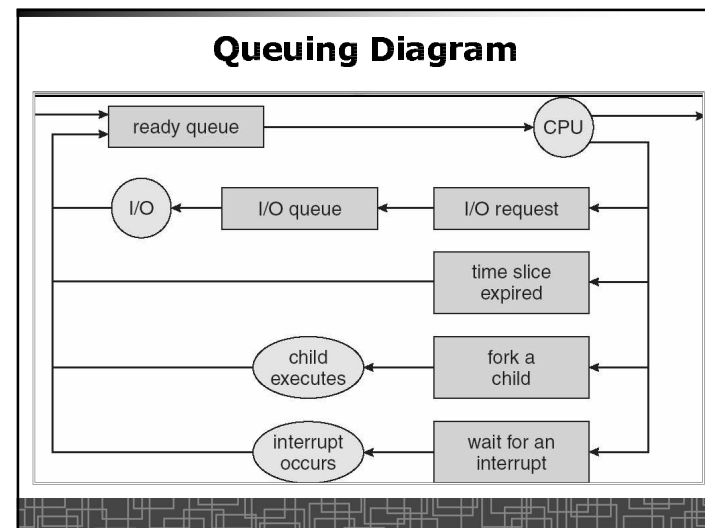 Queuing Diagram
ready queue
CPU
I/O
I/O queue
I/O request
time slice
expired
child
executes
fork a
child
interrupt
occurs
wait for an
interrupt